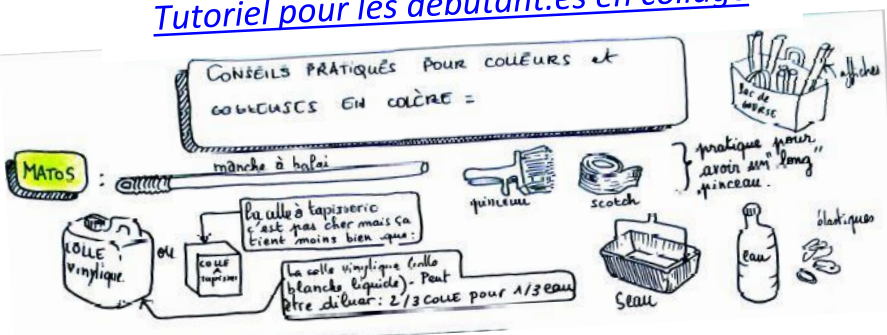 Tutoriel pour les débutant.es en collage
CONSEILS PRATIQUES POUR COLLEURS et
COLLEUSES EN COLÈRE =
affiches
Sac de
COURSE
MATOS :
manche à balai
pinceau
scotch
pratique pour
avoir un "long"
pinceau.
COLLE
vinylique
ou
COLLE
à
tapisser
la colle à tapisserie
c'est pas cher mais ça
tient moins bien que :
La colle vinylique (colle
blanche liquide) - Peut
être diluer : 2/3 COLLE pour 1/3 eau
Seau
eau
élastiques